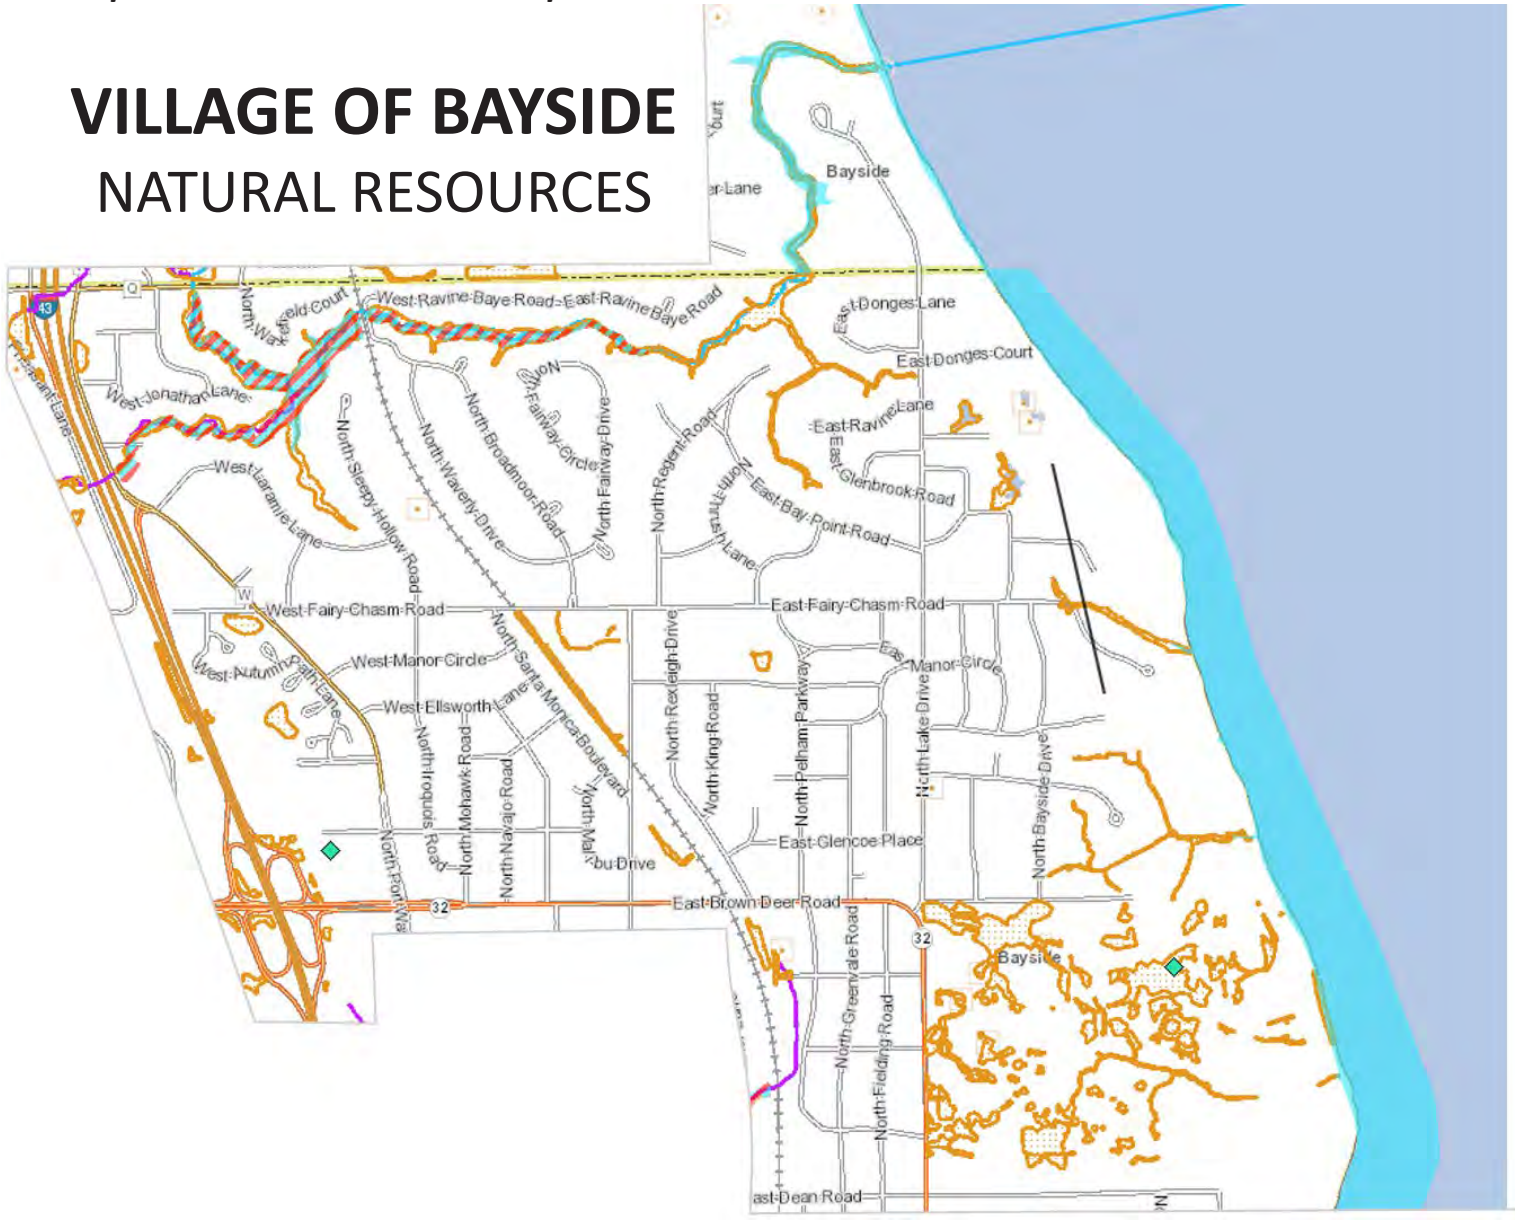 VILLAGE OF BAYSIDE
NATURAL RESOURCES
Bayside
Q
43
West Ravine Baye Road
East Ravine Baye Road
East Donges Lane
East Donges Court
West Jonathan Lane
East Ravine Lane
East Glenbrook Road
North Sleepy Hollow Road
North Waverly Drive
North Broadmoor Road
North Fairway Circle
North Fairway Drive
North Regent Road
North Thrush Lane
East Bay Point Road
West Laramie Lane
W
West Fairy Chasm Road
East Fairy Chasm Road
West Autumn Path Lane
West Manor Circle
West Ellsworth Lane
North Santa Monica Boulevard
North Rexleigh Drive
North King Road
North Pelham Parkway
Manor Circle
North Lake Drive
North Bayside Drive
North Iroquois Road
North Mohawk Road
North Navajo Road
bu Drive
East Glencoe Place
East Brown Deer Road
32
32
Bayside
North Greenvale Road
North Fielding Road
ast Dean Road